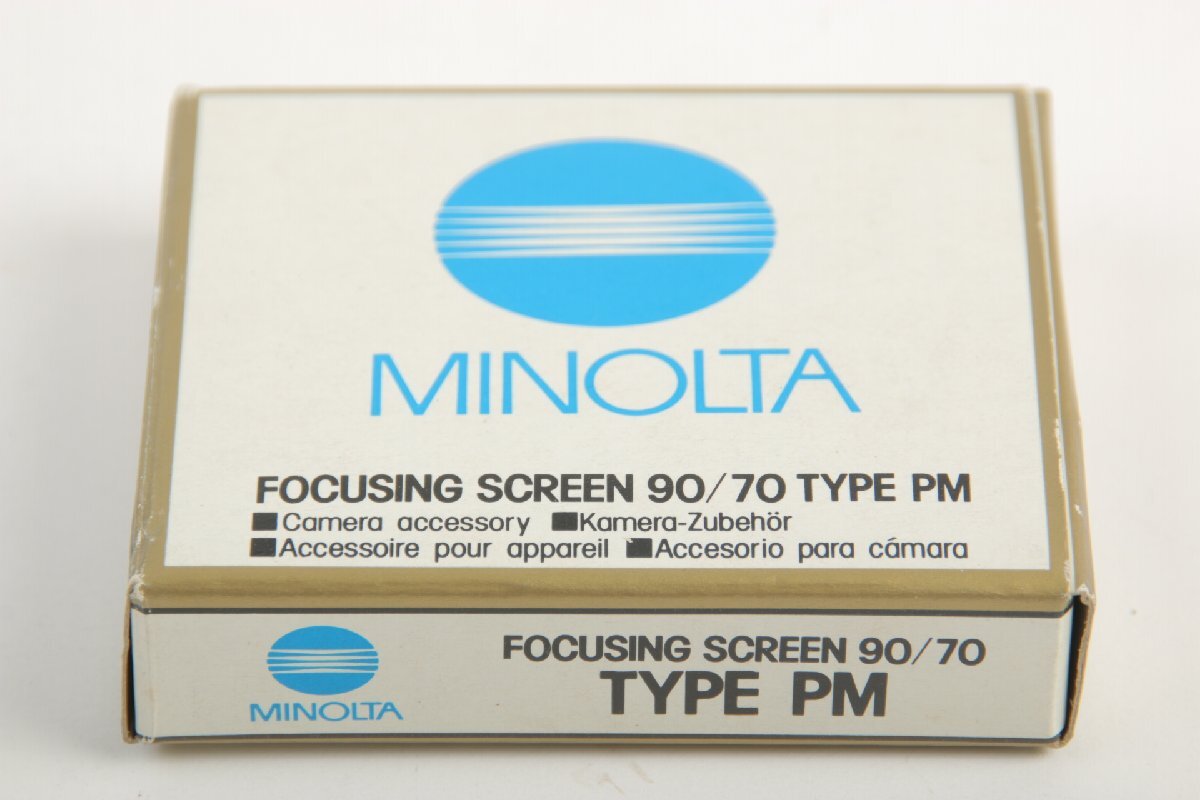 MINOLTA
FOCUSING SCREEN 90/70 TYPE PM
■Camera accessory ■Kamera-Zubehör
■Accessoire pour appareil ■Accesorio para cámara
MINOLTA
FOCUSING SCREEN 90/70
TYPE PM